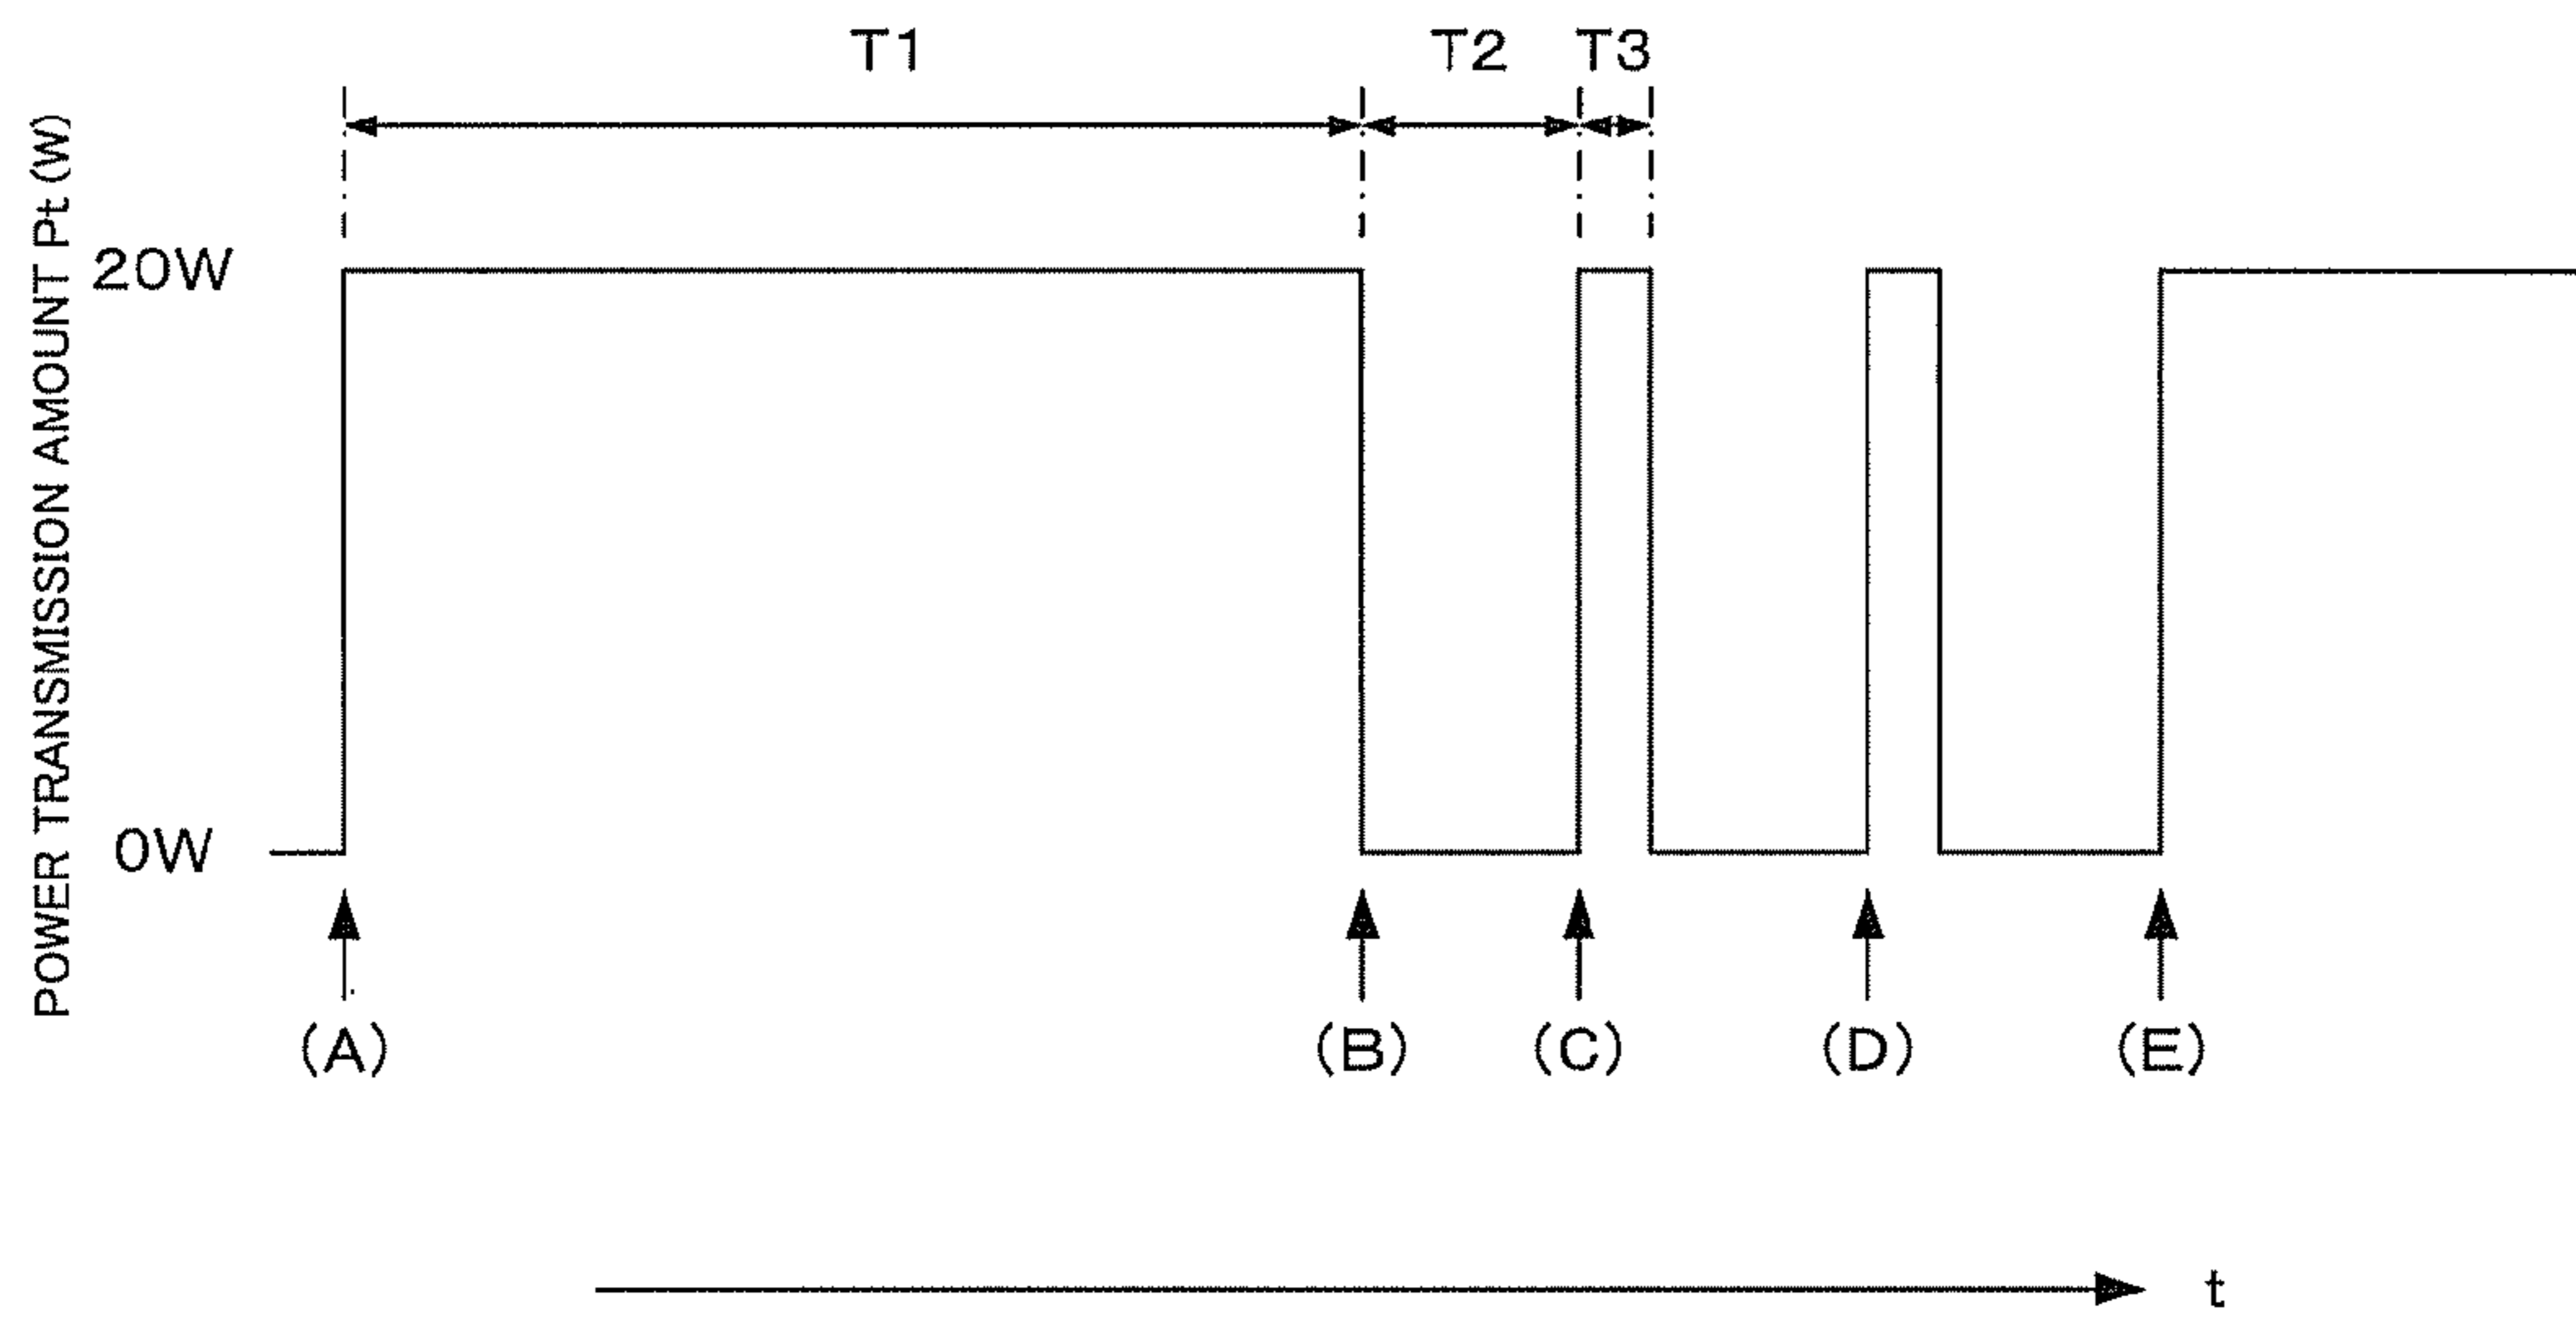 T1 T2 T3
POWER TRANSMISSION AMOUNT Pt (W)
20W
0W
(A) (B) (C) (D) (E)
t